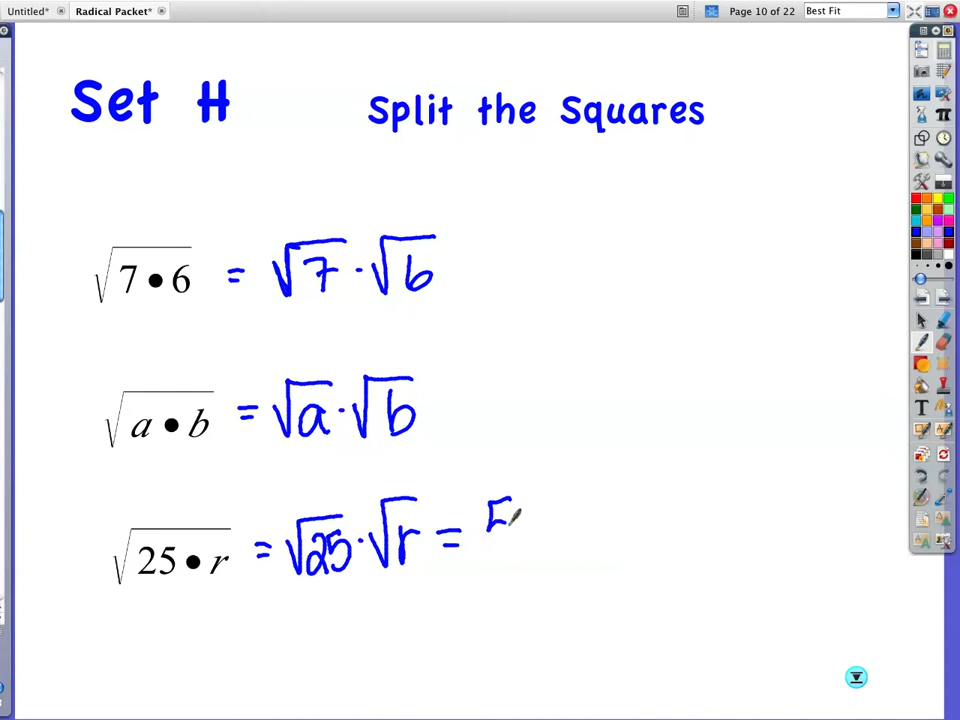 Untitled* Radical Packet* Page 10 of 22 Best Fit
Set H Split the Squares
√7 • 6 = √7 · √6
√a • b = √a · √b
√25 • r = √25 · √r = 5